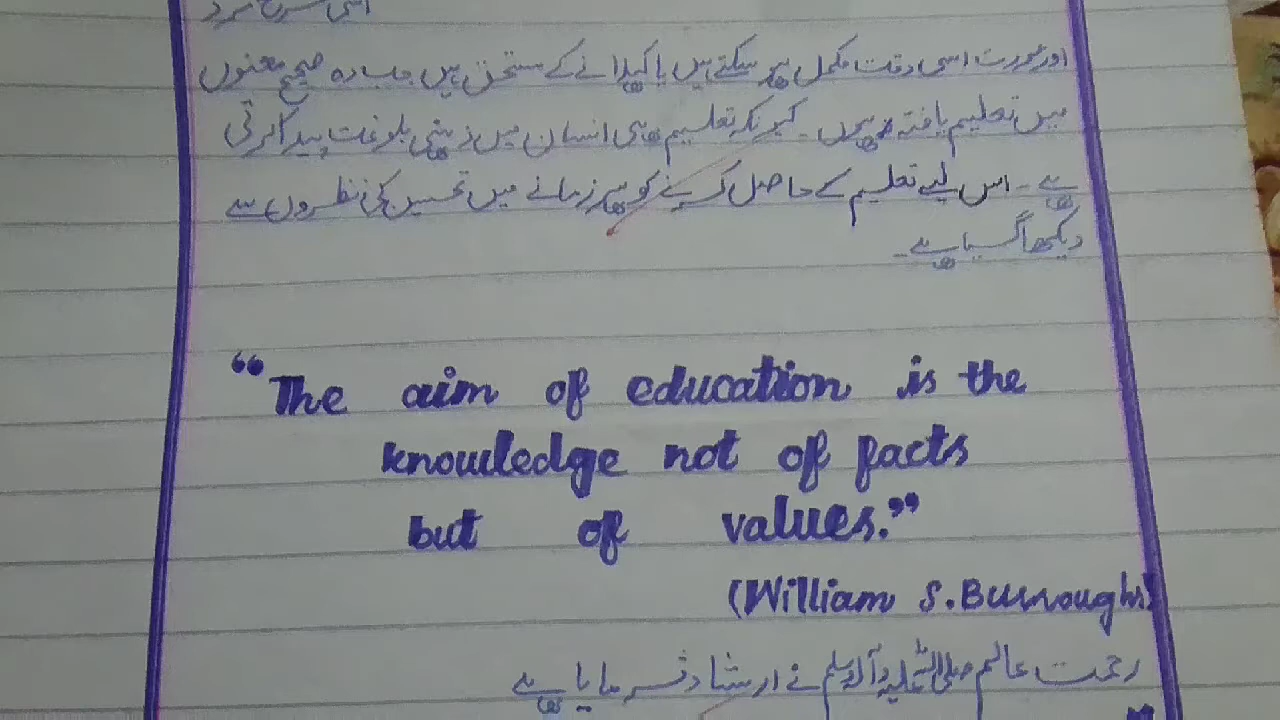 اسی طرح مرد
اور عورت اسی وقت مکمل ہو سکتے ہیں یا کہلانے کے مستحق ہیں جب وہ صحیح معنوں
میں تعلیم یافتہ ہوں۔ کیونکہ تعلیم ہی انسان میں ذہنی بلوغت پیدا کرتی
ہے۔ اس لیے تعلیم کے حاصل کرنے کو ہر زمانے میں تحسین کی نظروں سے
دیکھا گیا ہے۔
“The aim of education is the
knowledge not of facts
but of values.”
(William S. Burroughs)
رحمت عالم صلی اللہ علیہ وآلہ وسلم نے ارشاد فرمایا ہے